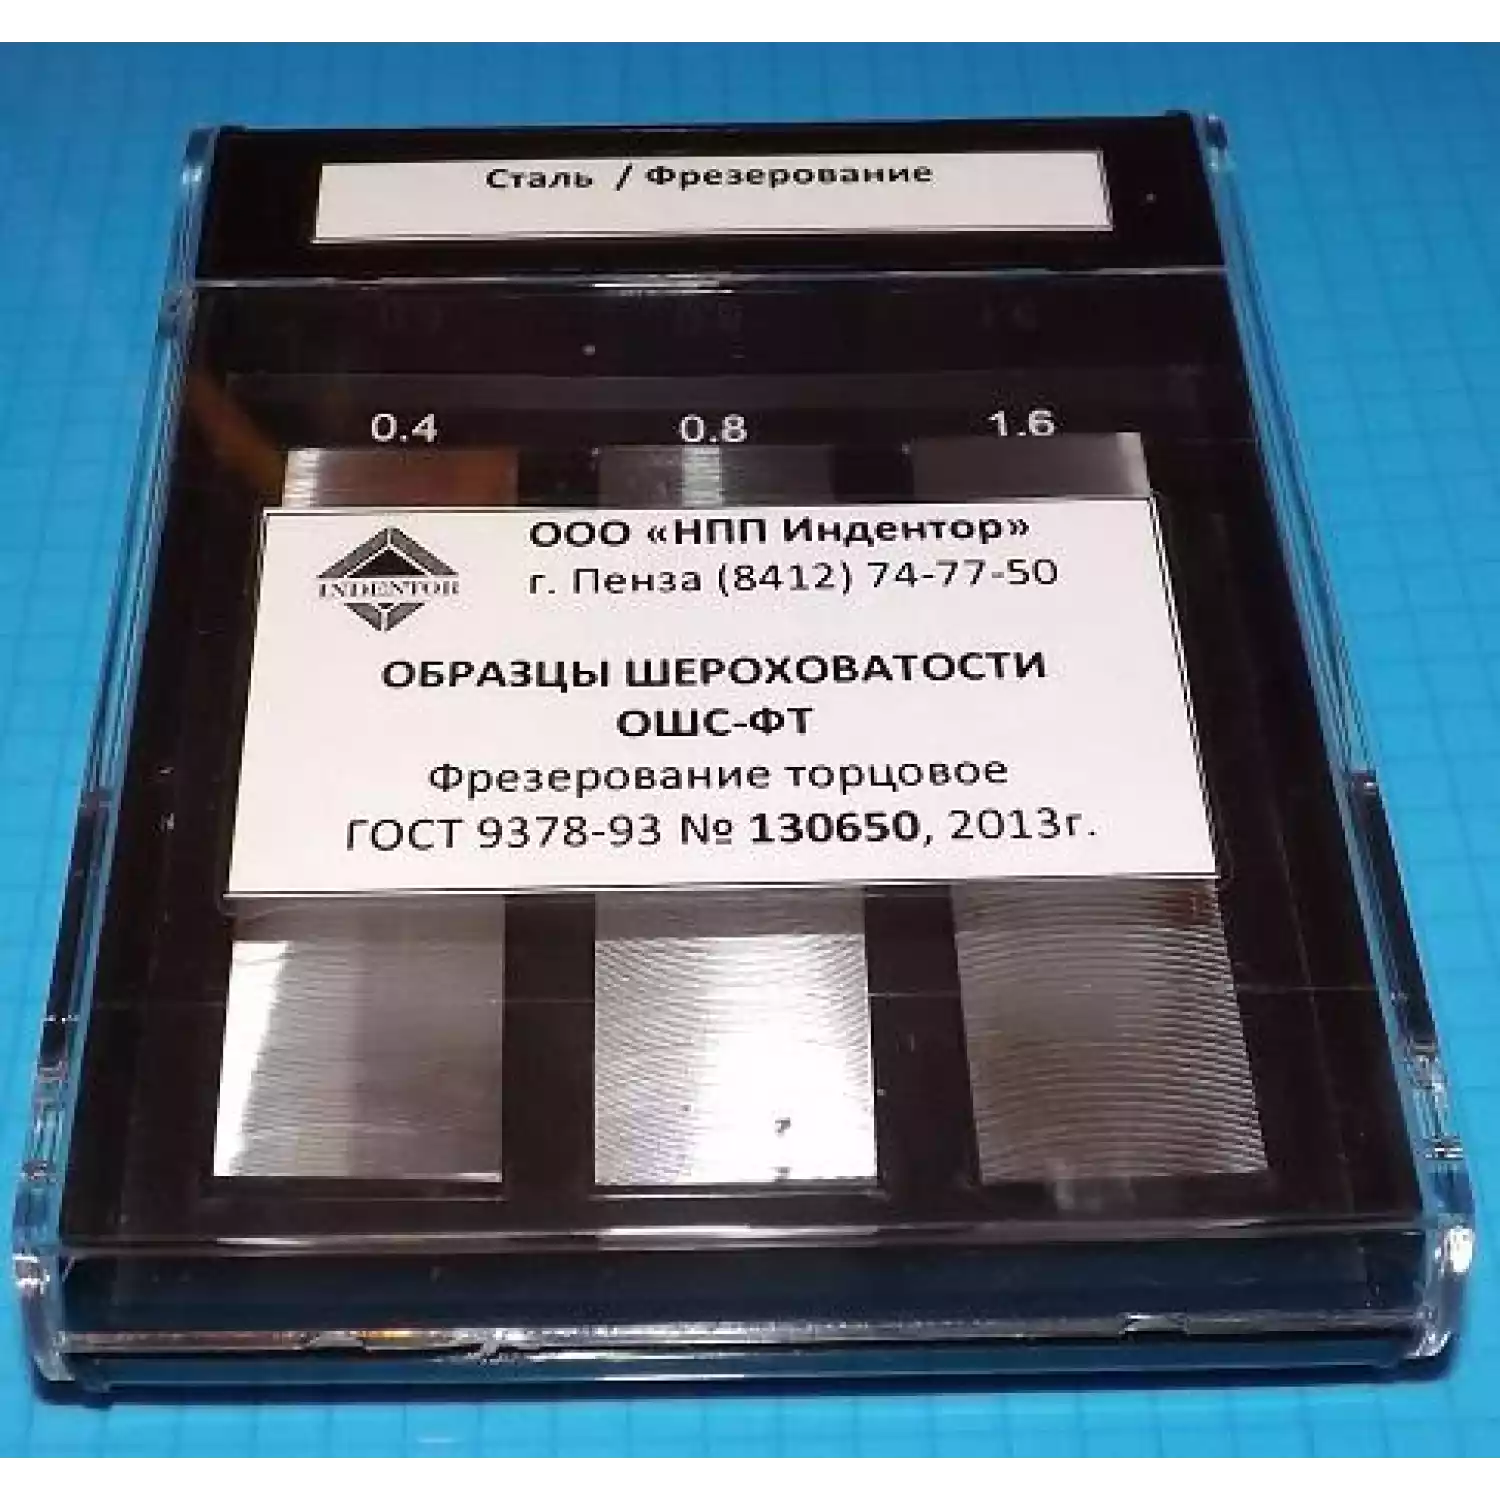 Сталь / Фрезерование
0.4 0.8 1.6
ООО «НПП Индентор»
г. Пенза (8412) 74-77-50
INDENTOR
ОБРАЗЦЫ ШЕРОХОВАТОСТИ
ОШС-ФТ
Фрезерование торцовое
ГОСТ 9378-93 № 130650, 2013г.